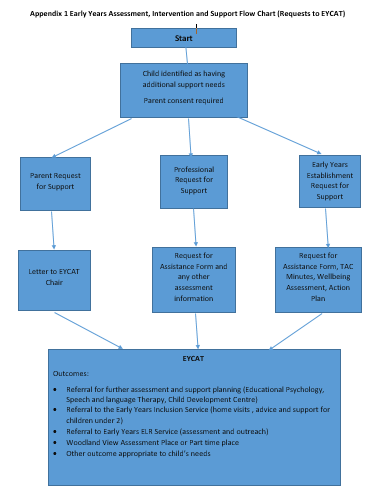 Appendix 1 Early Years Assessment, Intervention and Support Flow Chart (Requests to EYCAT)
Start
Child identified as having
additional support needs
Parent consent required
Parent Request
for Support
Professional
Request for
Support
Early Years
Establishment
Request for
Support
Letter to EYCAT
Chair
Request for
Assistance Form and
any other
assessment
information
Request for
Assistance Form, TAC
Minutes, Wellbeing
Assessment, Action
Plan
EYCAT
Outcomes:
• Referral for further assessment and support planning (Educational Psychology,
Speech and language Therapy, Child Development Centre)
• Referral to the Early Years Inclusion Service (home visits , advice and support for
children under 2)
• Referral to Early Years ELR Service (assessment and outreach)
• Woodland View Assessment Place or Part time place
• Other outcome appropriate to child's needs